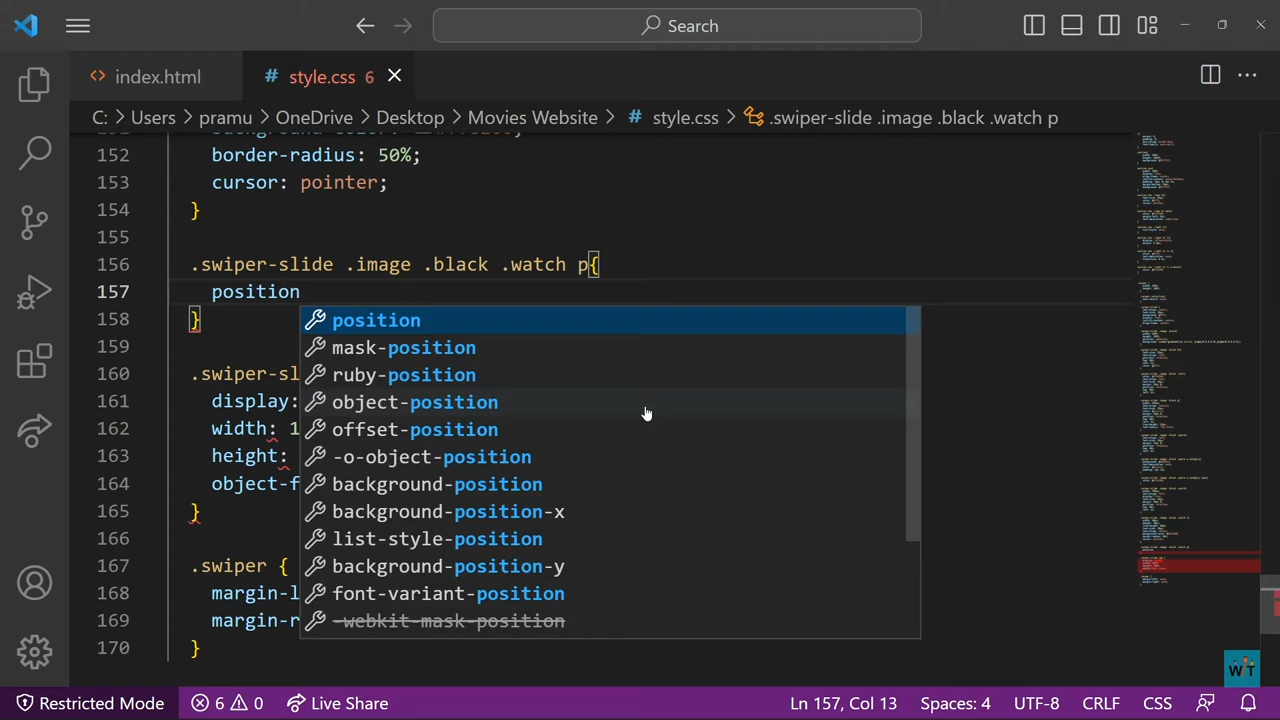 Search
index.html
# style.css 6
C: > Users > pramu > OneDrive > Desktop > Movies Website > # style.css > .swiper-slide .image .black .watch p
152 border-radius: 50%;
153 cursor: pointer;
154 }
155
156 .swiper-slide .image .black .watch p{
157 position
158 }
position
mask-position
ruby-position
object-position
offset-position
-o-object-position
background-position
background-position-x
list-style-position
background-position-y
font-variant-position
-webkit-mask-position
159
160 .swiper-sl
161 display:
162 width: 1
163 height:
164 object-f
165 }
166
167 .swiper {
168 margin-l
169 margin-r
170 }
WT
Restricted Mode
6 0
Live Share
Ln 157, Col 13
Spaces: 4
UTF-8
CRLF
CSS